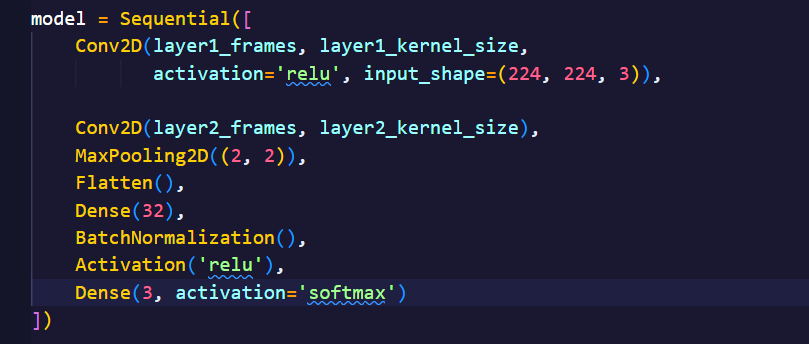 model = Sequential([
    Conv2D(layer1_frames, layer1_kernel_size,
           activation='relu', input_shape=(224, 224, 3)),

    Conv2D(layer2_frames, layer2_kernel_size),
    MaxPooling2D((2, 2)),
    Flatten(),
    Dense(32),
    BatchNormalization(),
    Activation('relu'),
    Dense(3, activation='softmax')
])